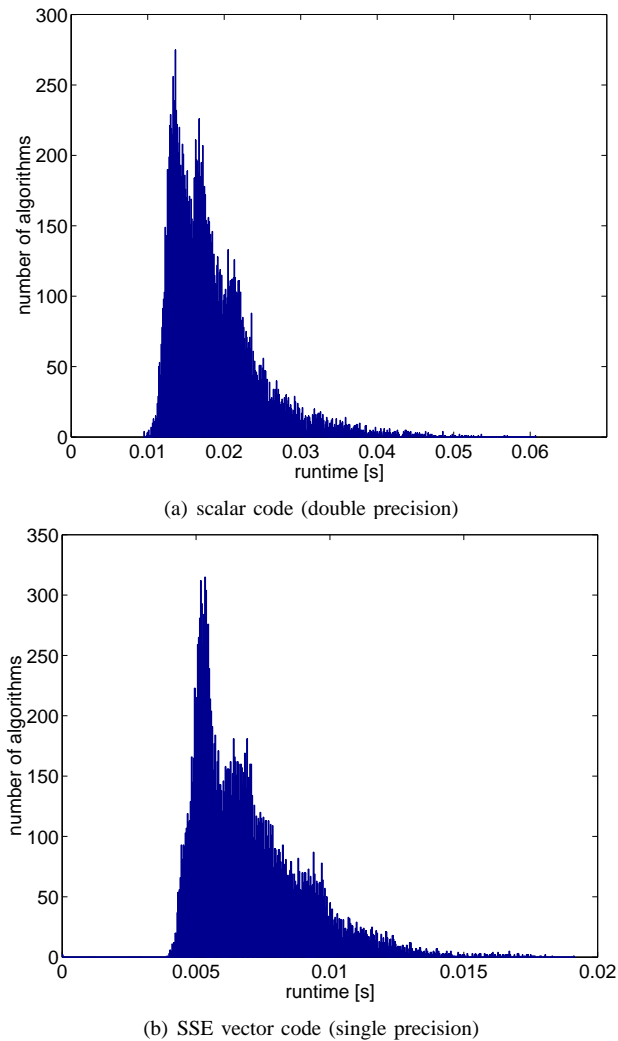 300
250
200
150
100
50
0
number of algorithms
0 0.01 0.02 0.03 0.04 0.05 0.06
runtime [s]
(a) scalar code (double precision)
350
300
250
200
150
100
50
0
number of algorithms
0 0.005 0.01 0.015 0.02
runtime [s]
(b) SSE vector code (single precision)